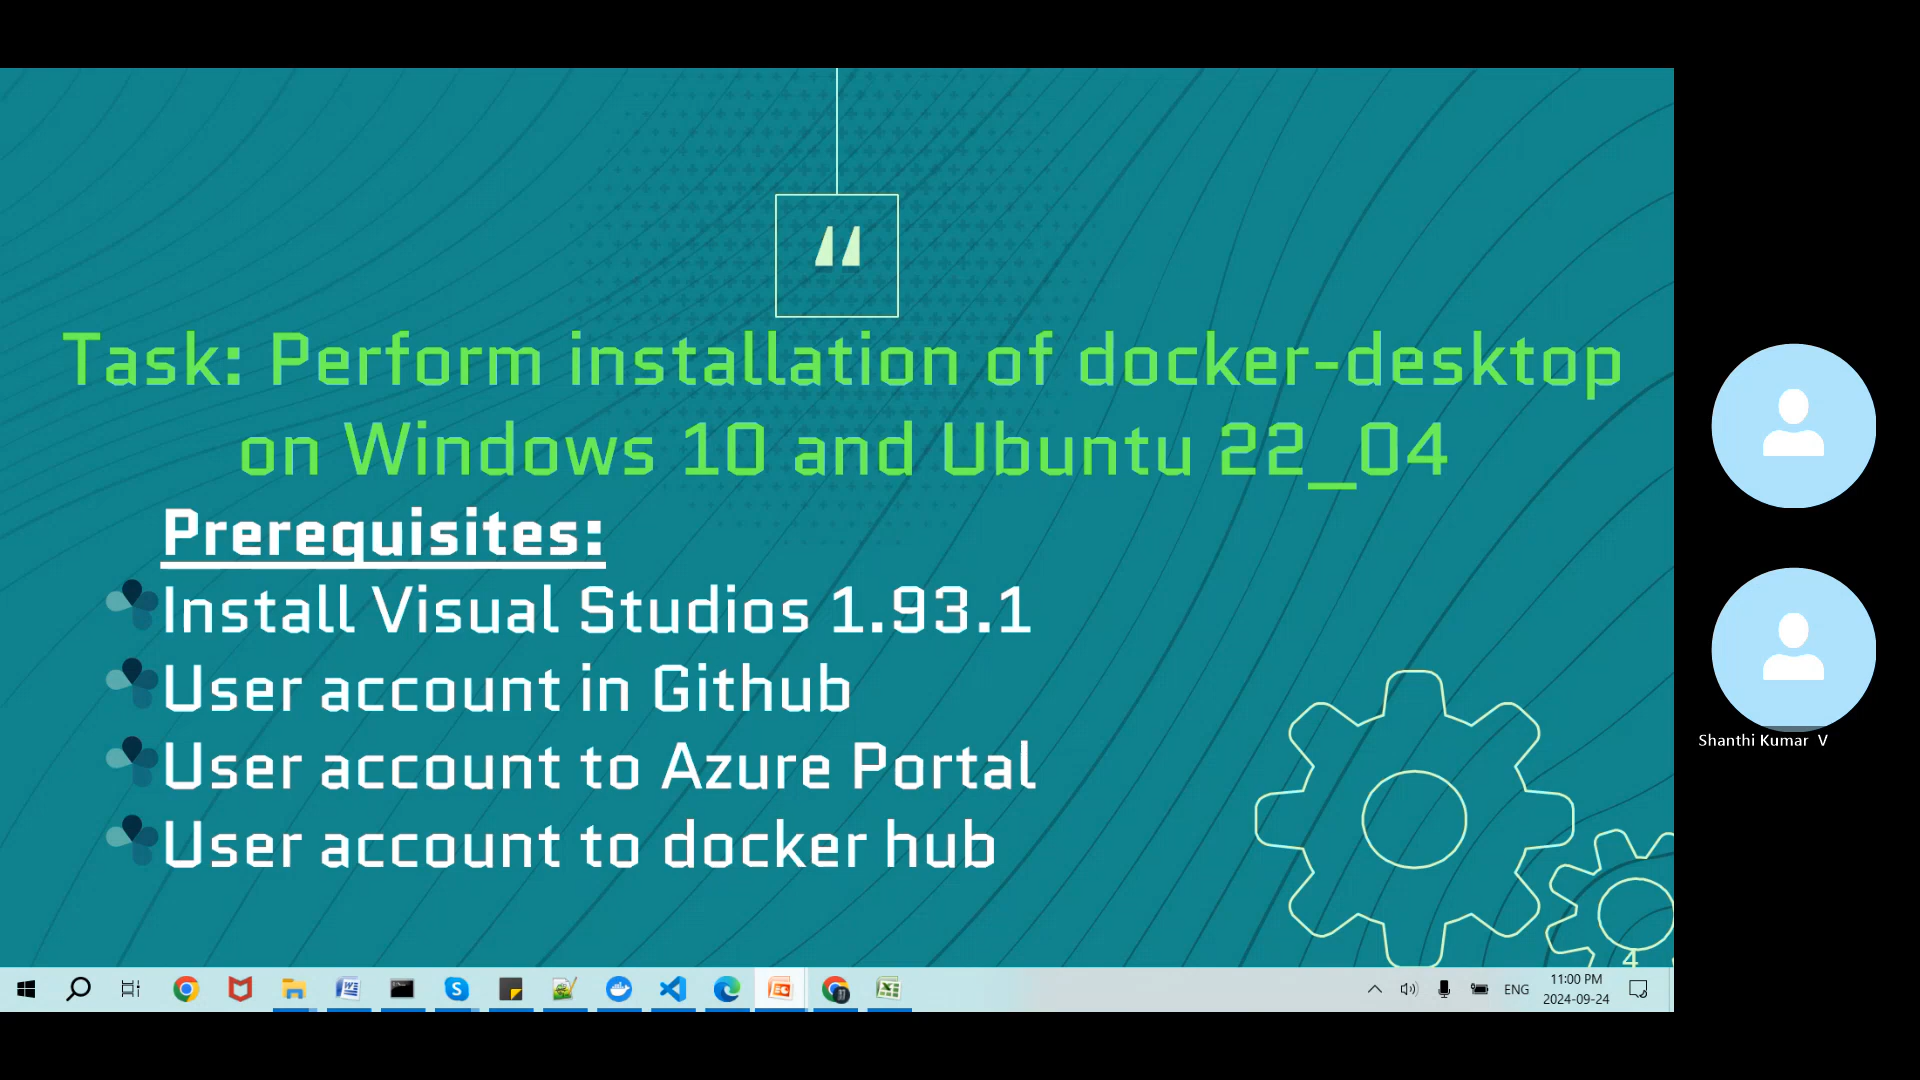 “
Task: Perform installation of docker-desktop
on Windows 10 and Ubuntu 22_04
Prerequisites:
Install Visual Studios 1.93.1
User account in Github
User account to Azure Portal
User account to docker hub
4
Shanthi Kumar V
ENG
11:00 PM
2024-09-24